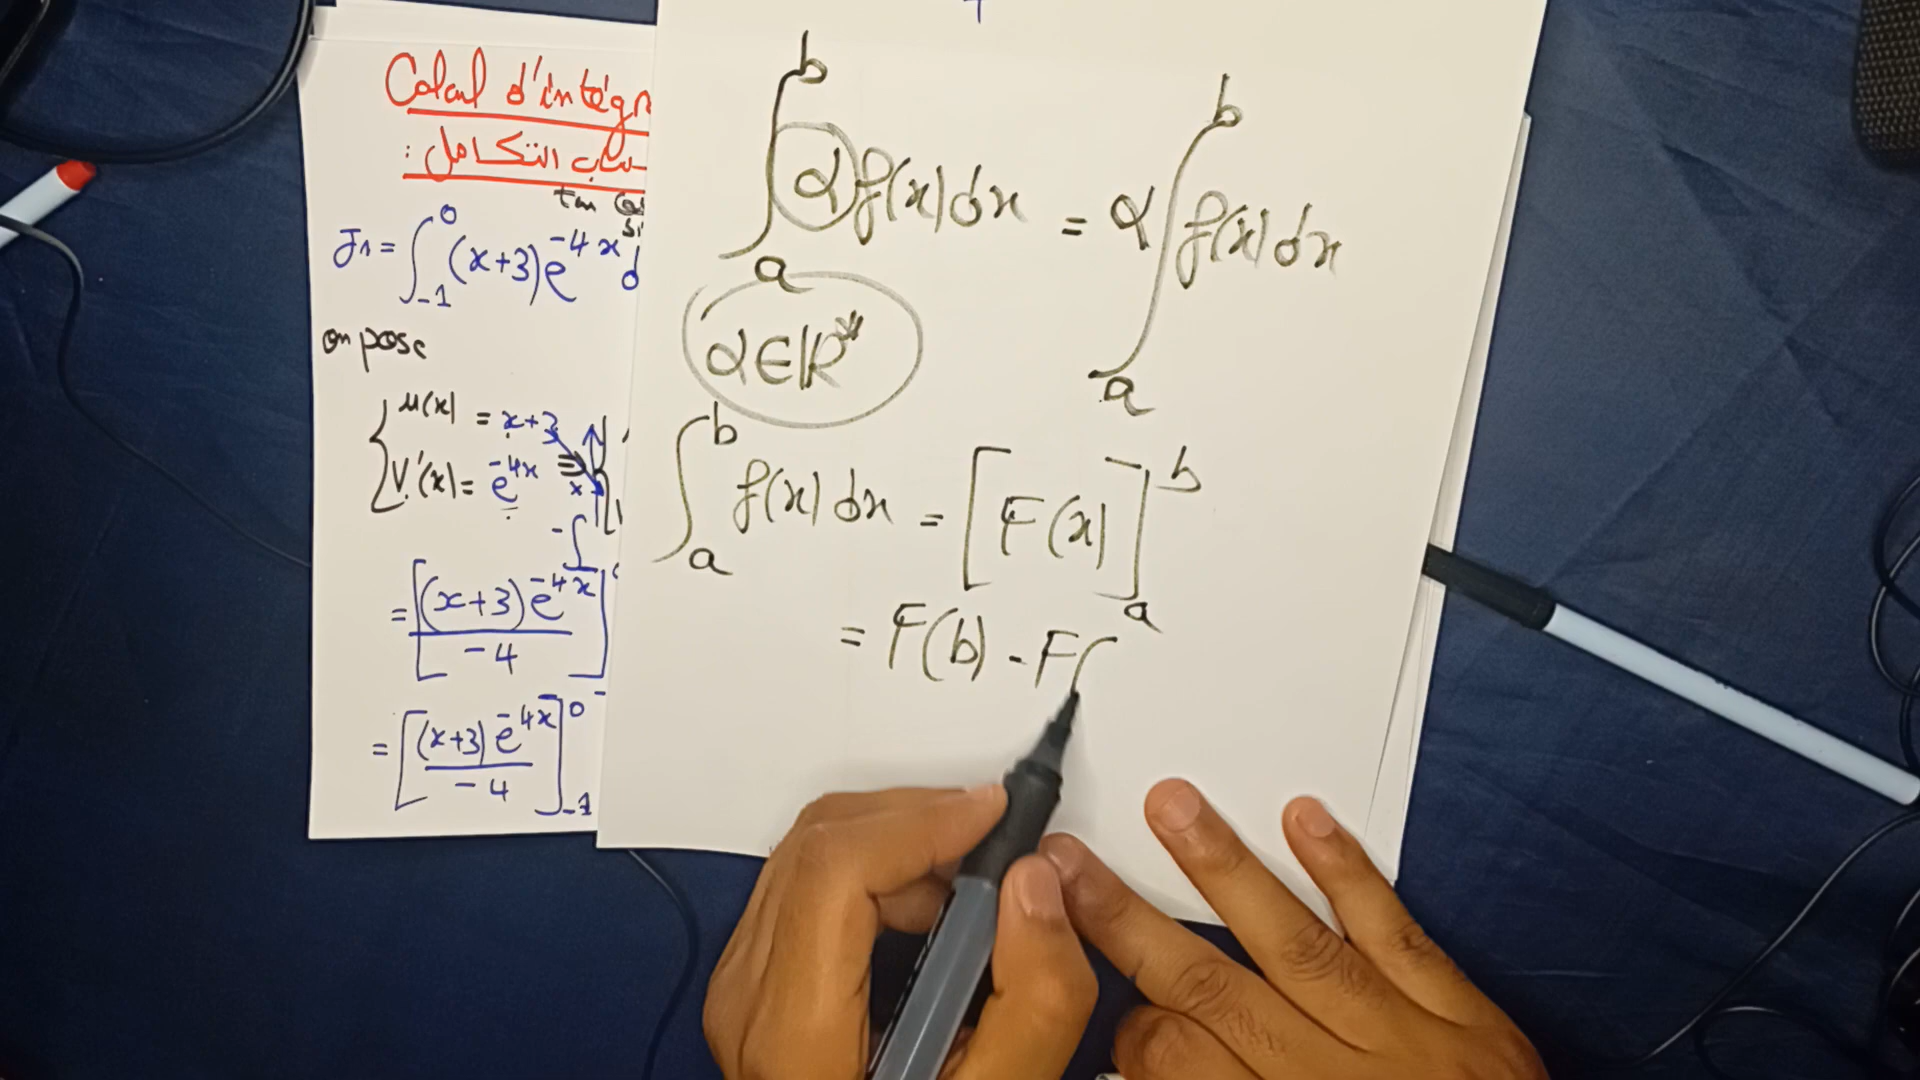 Calcul d'intégr
حساب التكامل :
tan
J1 = ∫_{-1}^{0} (x+3)e^{-4x} d
on pose
{ u(x) = x+3
V'(x) = e^{-4x}
= [(x+3)e^{-4x} / -4]
= [(x+3)e^{-4x} / -4]_{-1}^{0} -
∫_a^b α f(x)dx = α ∫_a^b f(x)dx
α∈ℝ*
∫_a^b f(x)dx = [F(x)]_a^b
= F(b) - F(